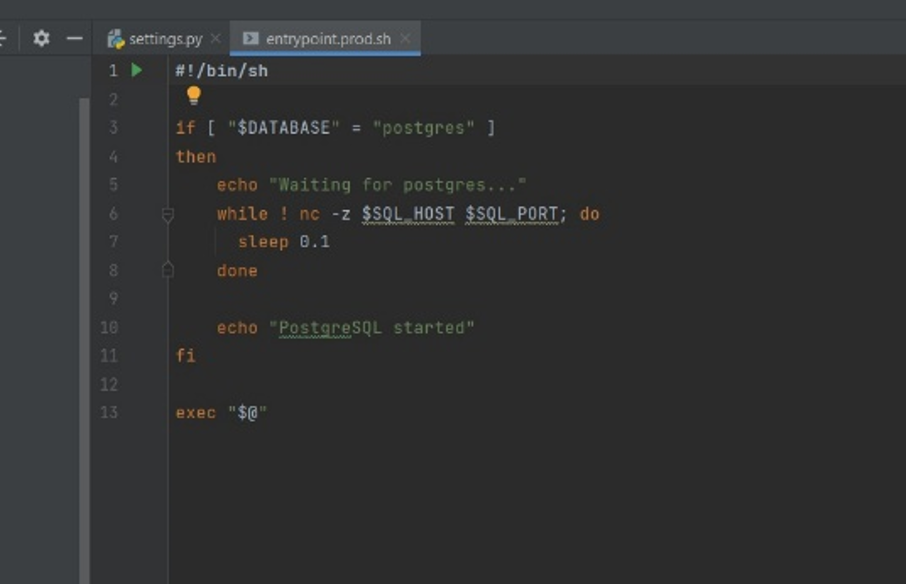 settings.py
entrypoint.prod.sh
1 #!/bin/sh
2
3 if [ "$DATABASE" = "postgres" ]
4 then
5     echo "Waiting for postgres..."
6     while ! nc -z $SQL_HOST $SQL_PORT; do
7       sleep 0.1
8     done
9
10     echo "PostgreSQL started"
11 fi
12
13 exec "$@"